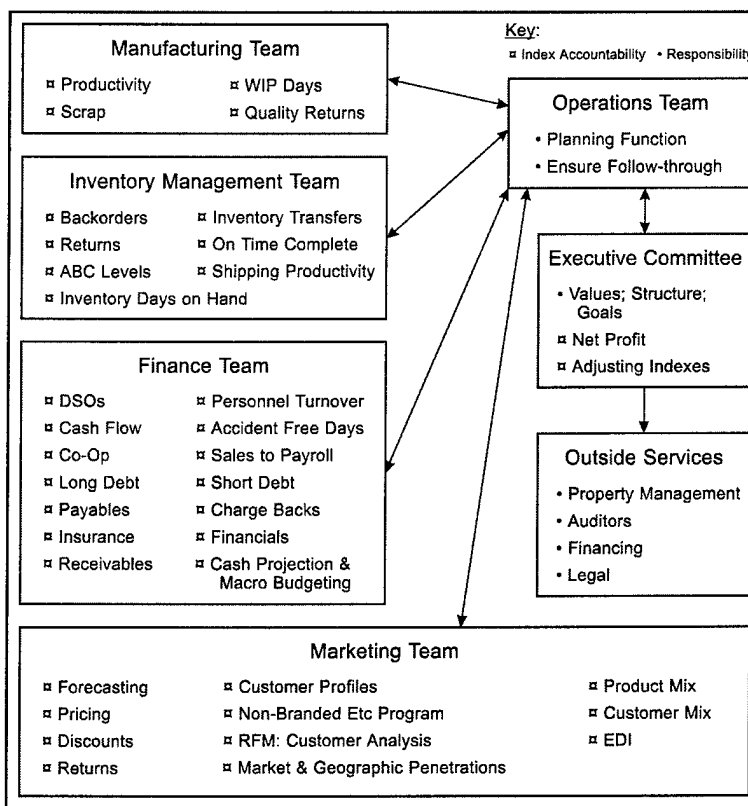 Key:
¤ Index Accountability • Responsibility
Manufacturing Team
¤ Productivity
¤ Scrap
¤ WIP Days
¤ Quality Returns
Operations Team
• Planning Function
• Ensure Follow-through
Inventory Management Team
¤ Backorders
¤ Returns
¤ ABC Levels
¤ Inventory Days on Hand
¤ Inventory Transfers
¤ On Time Complete
¤ Shipping Productivity
Executive Committee
• Values; Structure;
Goals
¤ Net Profit
¤ Adjusting Indexes
Finance Team
¤ DSOs
¤ Cash Flow
¤ Co-Op
¤ Long Debt
¤ Payables
¤ Insurance
¤ Receivables
¤ Personnel Turnover
¤ Accident Free Days
¤ Sales to Payroll
¤ Short Debt
¤ Charge Backs
¤ Financials
¤ Cash Projection &
Macro Budgeting
Outside Services
• Property Management
• Auditors
• Financing
• Legal
Marketing Team
¤ Forecasting
¤ Pricing
¤ Discounts
¤ Returns
¤ Customer Profiles
¤ Non-Branded Etc Program
¤ RFM: Customer Analysis
¤ Market & Geographic Penetrations
¤ Product Mix
¤ Customer Mix
¤ EDI